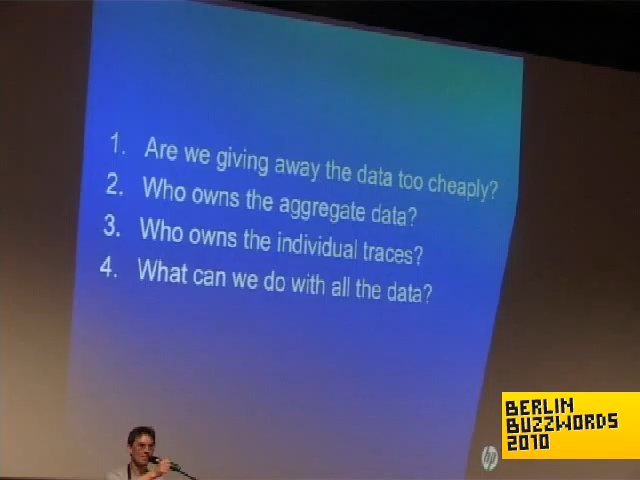 1. Are we giving away the data too cheaply?
2. Who owns the aggregate data?
3. Who owns the individual traces?
4. What can we do with all the data?
BERLIN
BUZZWORDS
2010
hp